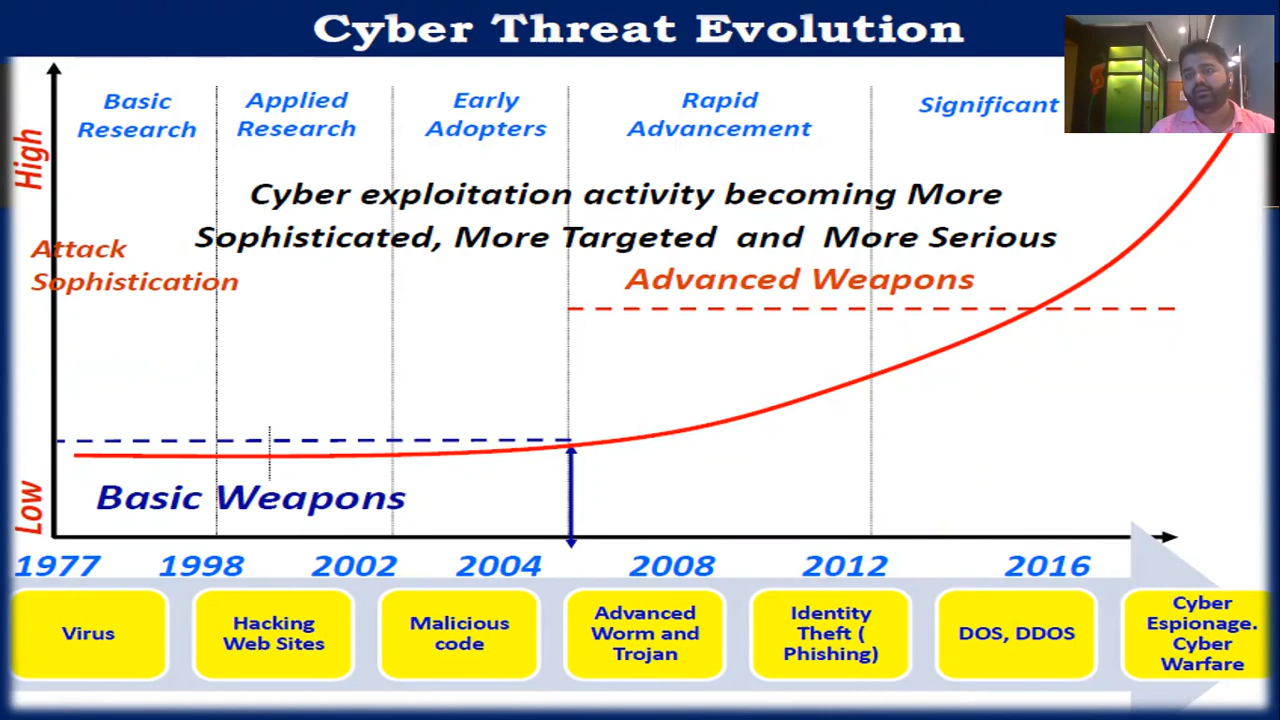 Cyber Threat Evolution
Basic
Research
Applied
Research
Early
Adopters
Rapid
Advancement
Significant
High
Cyber exploitation activity becoming More
Sophisticated, More Targeted and More Serious
Attack
Sophistication
Advanced Weapons
Basic Weapons
Low
1977 1998 2002 2004 2008 2012 2016
Virus
Hacking
Web Sites
Malicious
code
Advanced
Worm and
Trojan
Identity
Theft (
Phishing)
DOS, DDOS
Cyber
Espionage.
Cyber
Warfare